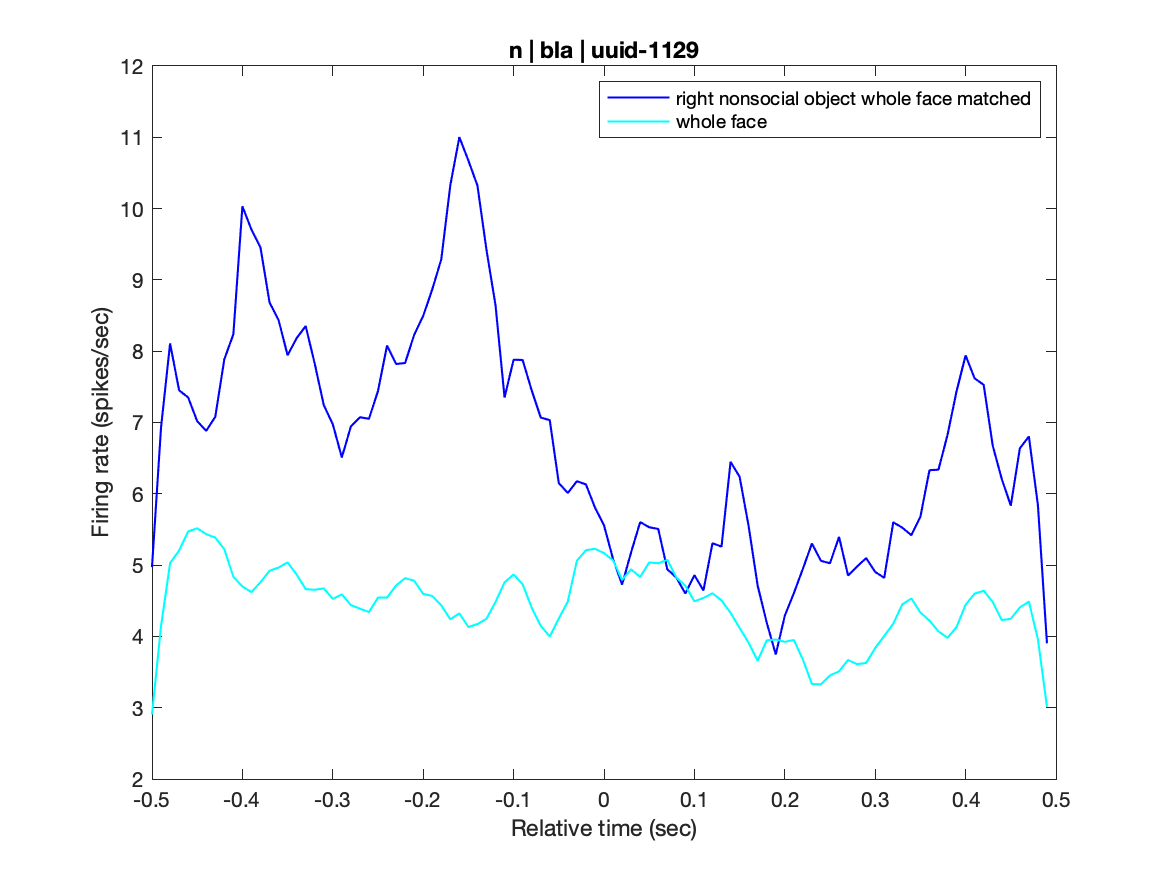 n | bla | uuid-1129
right nonsocial object whole face matched
whole face
Firing rate (spikes/sec)
12
11
10
9
8
7
6
5
4
3
2
-0.5 -0.4 -0.3 -0.2 -0.1 0 0.1 0.2 0.3 0.4 0.5
Relative time (sec)